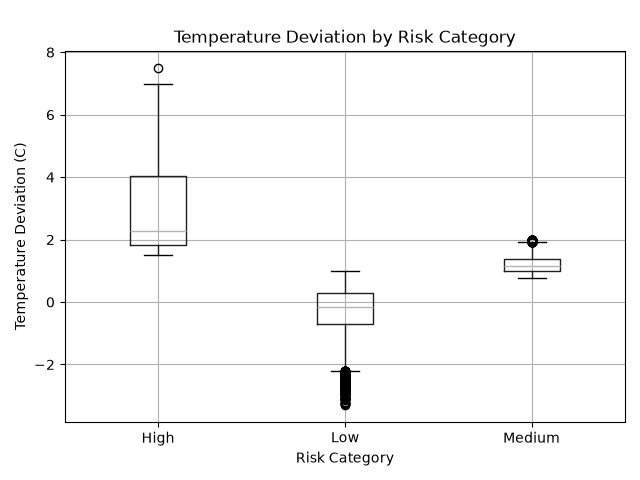 Temperature Deviation by Risk Category
Temperature Deviation (C)
8
6
4
2
0
−2
High
Low
Medium
Risk Category